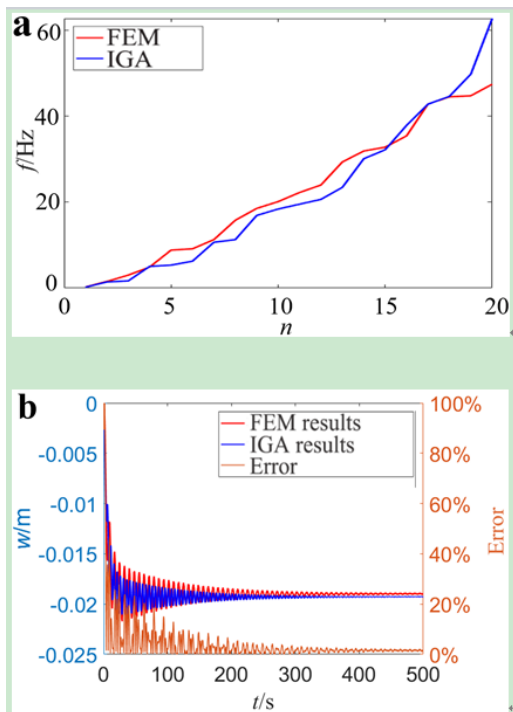 a
FEM
IGA
60
40
20
0
f/Hz
0
5
10
15
20
n
b
FEM results
IGA results
Error
0
-0.005
-0.01
-0.015
-0.02
-0.025
w/m
100%
80%
60%
40%
20%
0%
Error
0
100
200
300
400
500
t/s